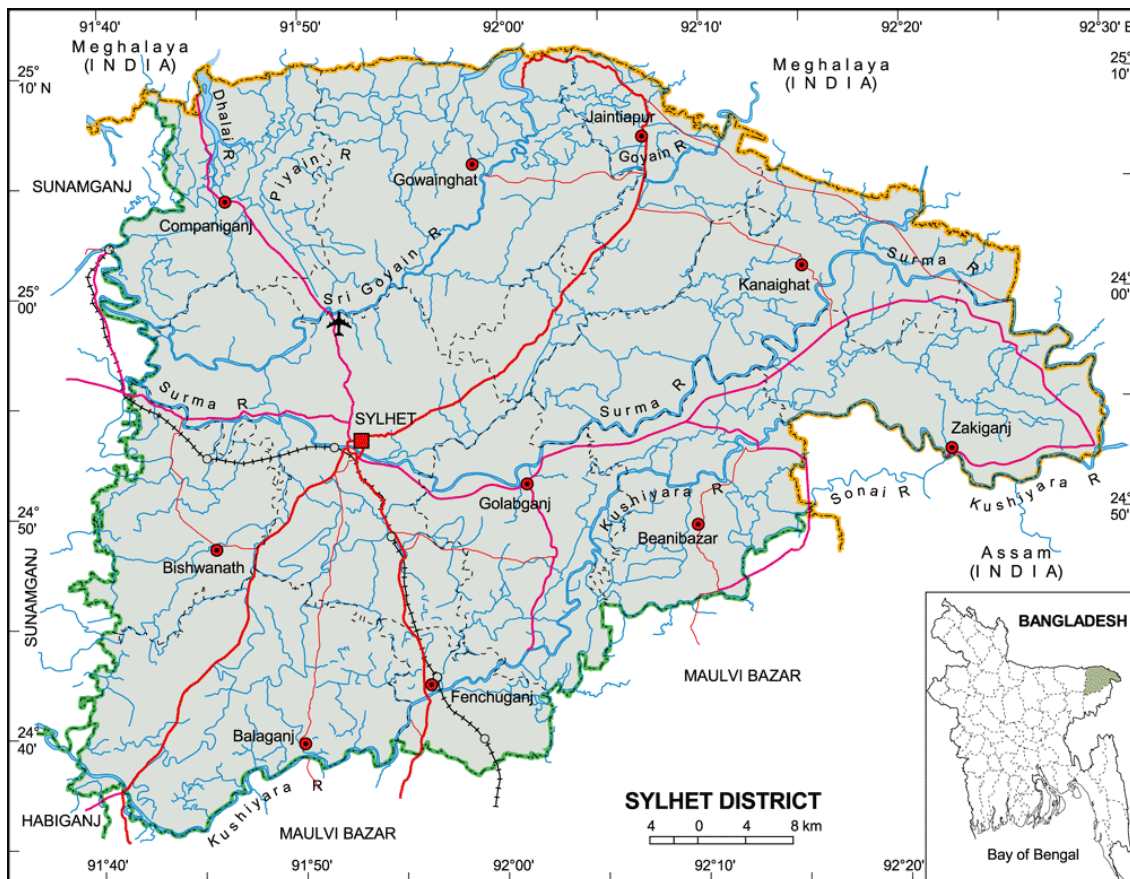 91°40'
91°50'
92°00'
92°10'
92°20'
92°30' E
Meghalaya
(INDIA)
25°
10' N
Meghalaya
(INDIA)
25°
10'
Dhalai R
Jaintiapur
Piyain R
Goyain R
Gowainghat
SUNAMGANJ
Companiganj
Sri Goyain R
Surma R
Kanaighat
25°
00'
24°
00'
Surma R
Surma R
SYLHET
Zakiganj
Golabganj
Kushiyara R
Sonai R
Kushiyara R
24°
50'
24°
50'
Beanibazar
Bishwanath
Assam
(INDIA)
SUNAMGANJ
BANGLADESH
MAULVI BAZAR
Fenchuganj
24°
40'
Balaganj
Kushiyara R
SYLHET DISTRICT
4 0 4 8 km
HABIGANJ
MAULVI BAZAR
Bay of Bengal
91°40'
91°50'
92°00'
92°10'
92°20'